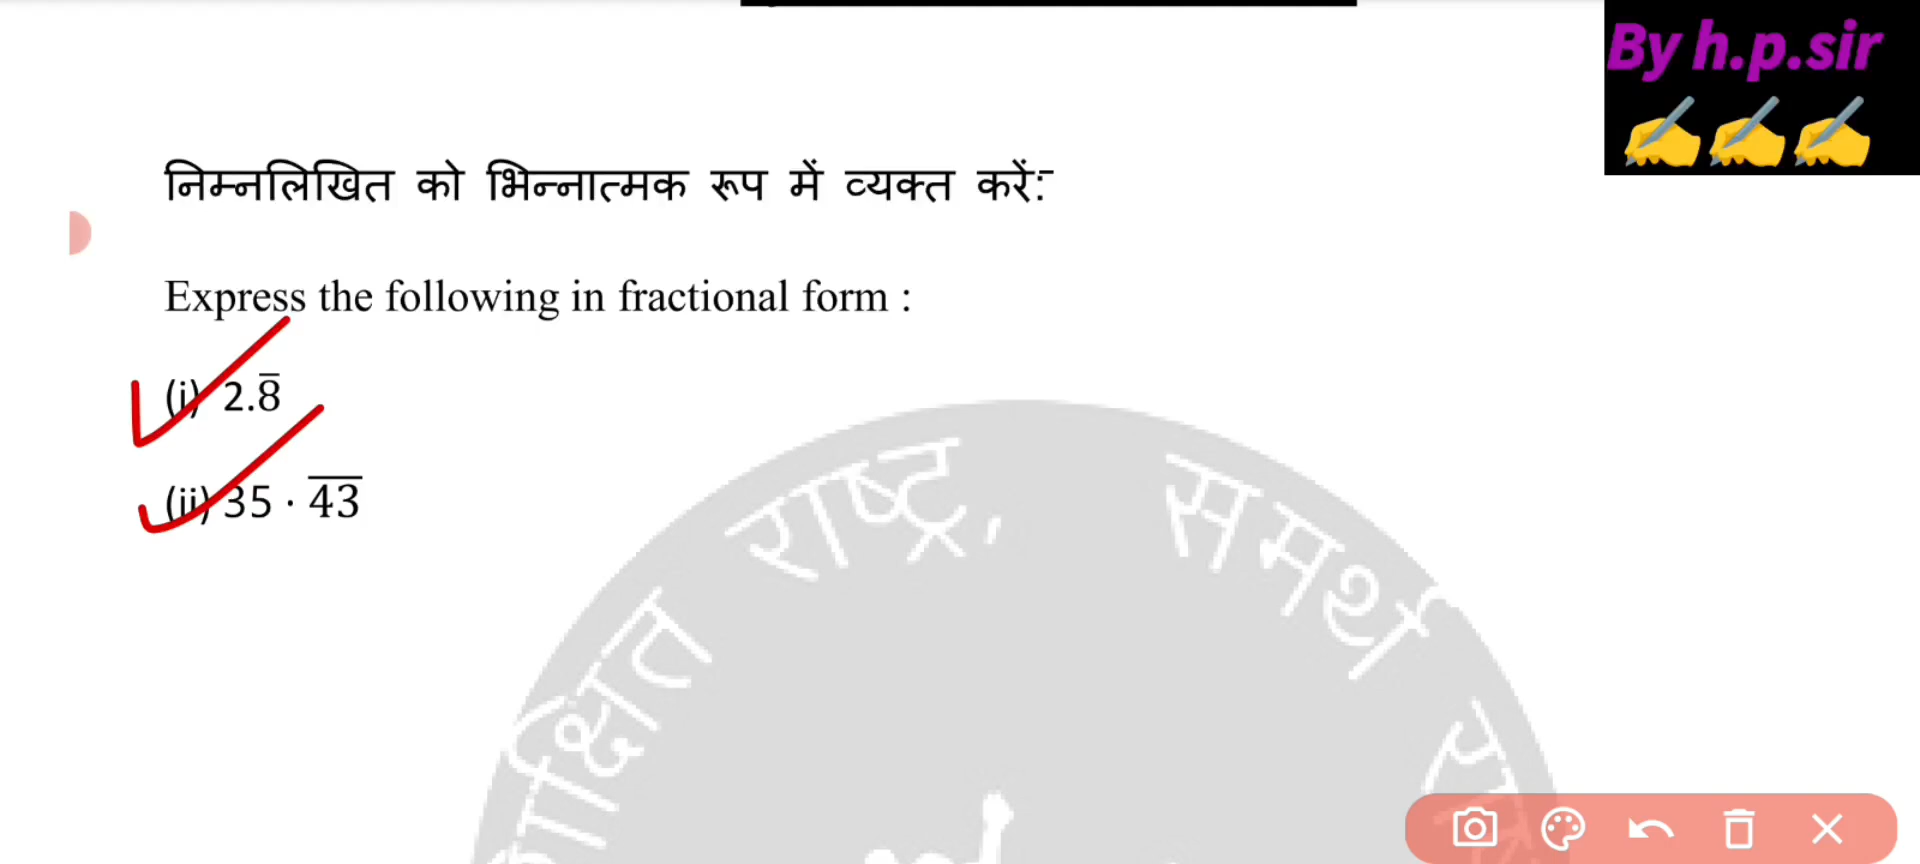 By h.p.sir
✍✍✍
निम्नलिखित को भिन्नात्मक रूप में व्यक्त करें:-
Express the following in fractional form :
(i) 2.8̅
(ii) 35 · 4̅3̅
राष्ट्र, समर्थ